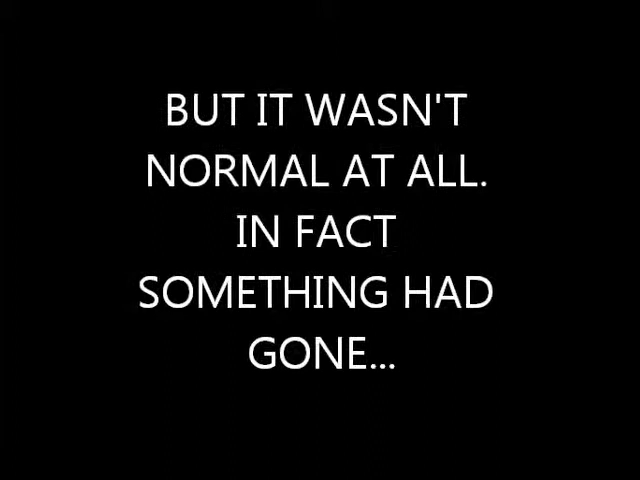 BUT IT WASN'T
NORMAL AT ALL.
IN FACT
SOMETHING HAD
GONE...